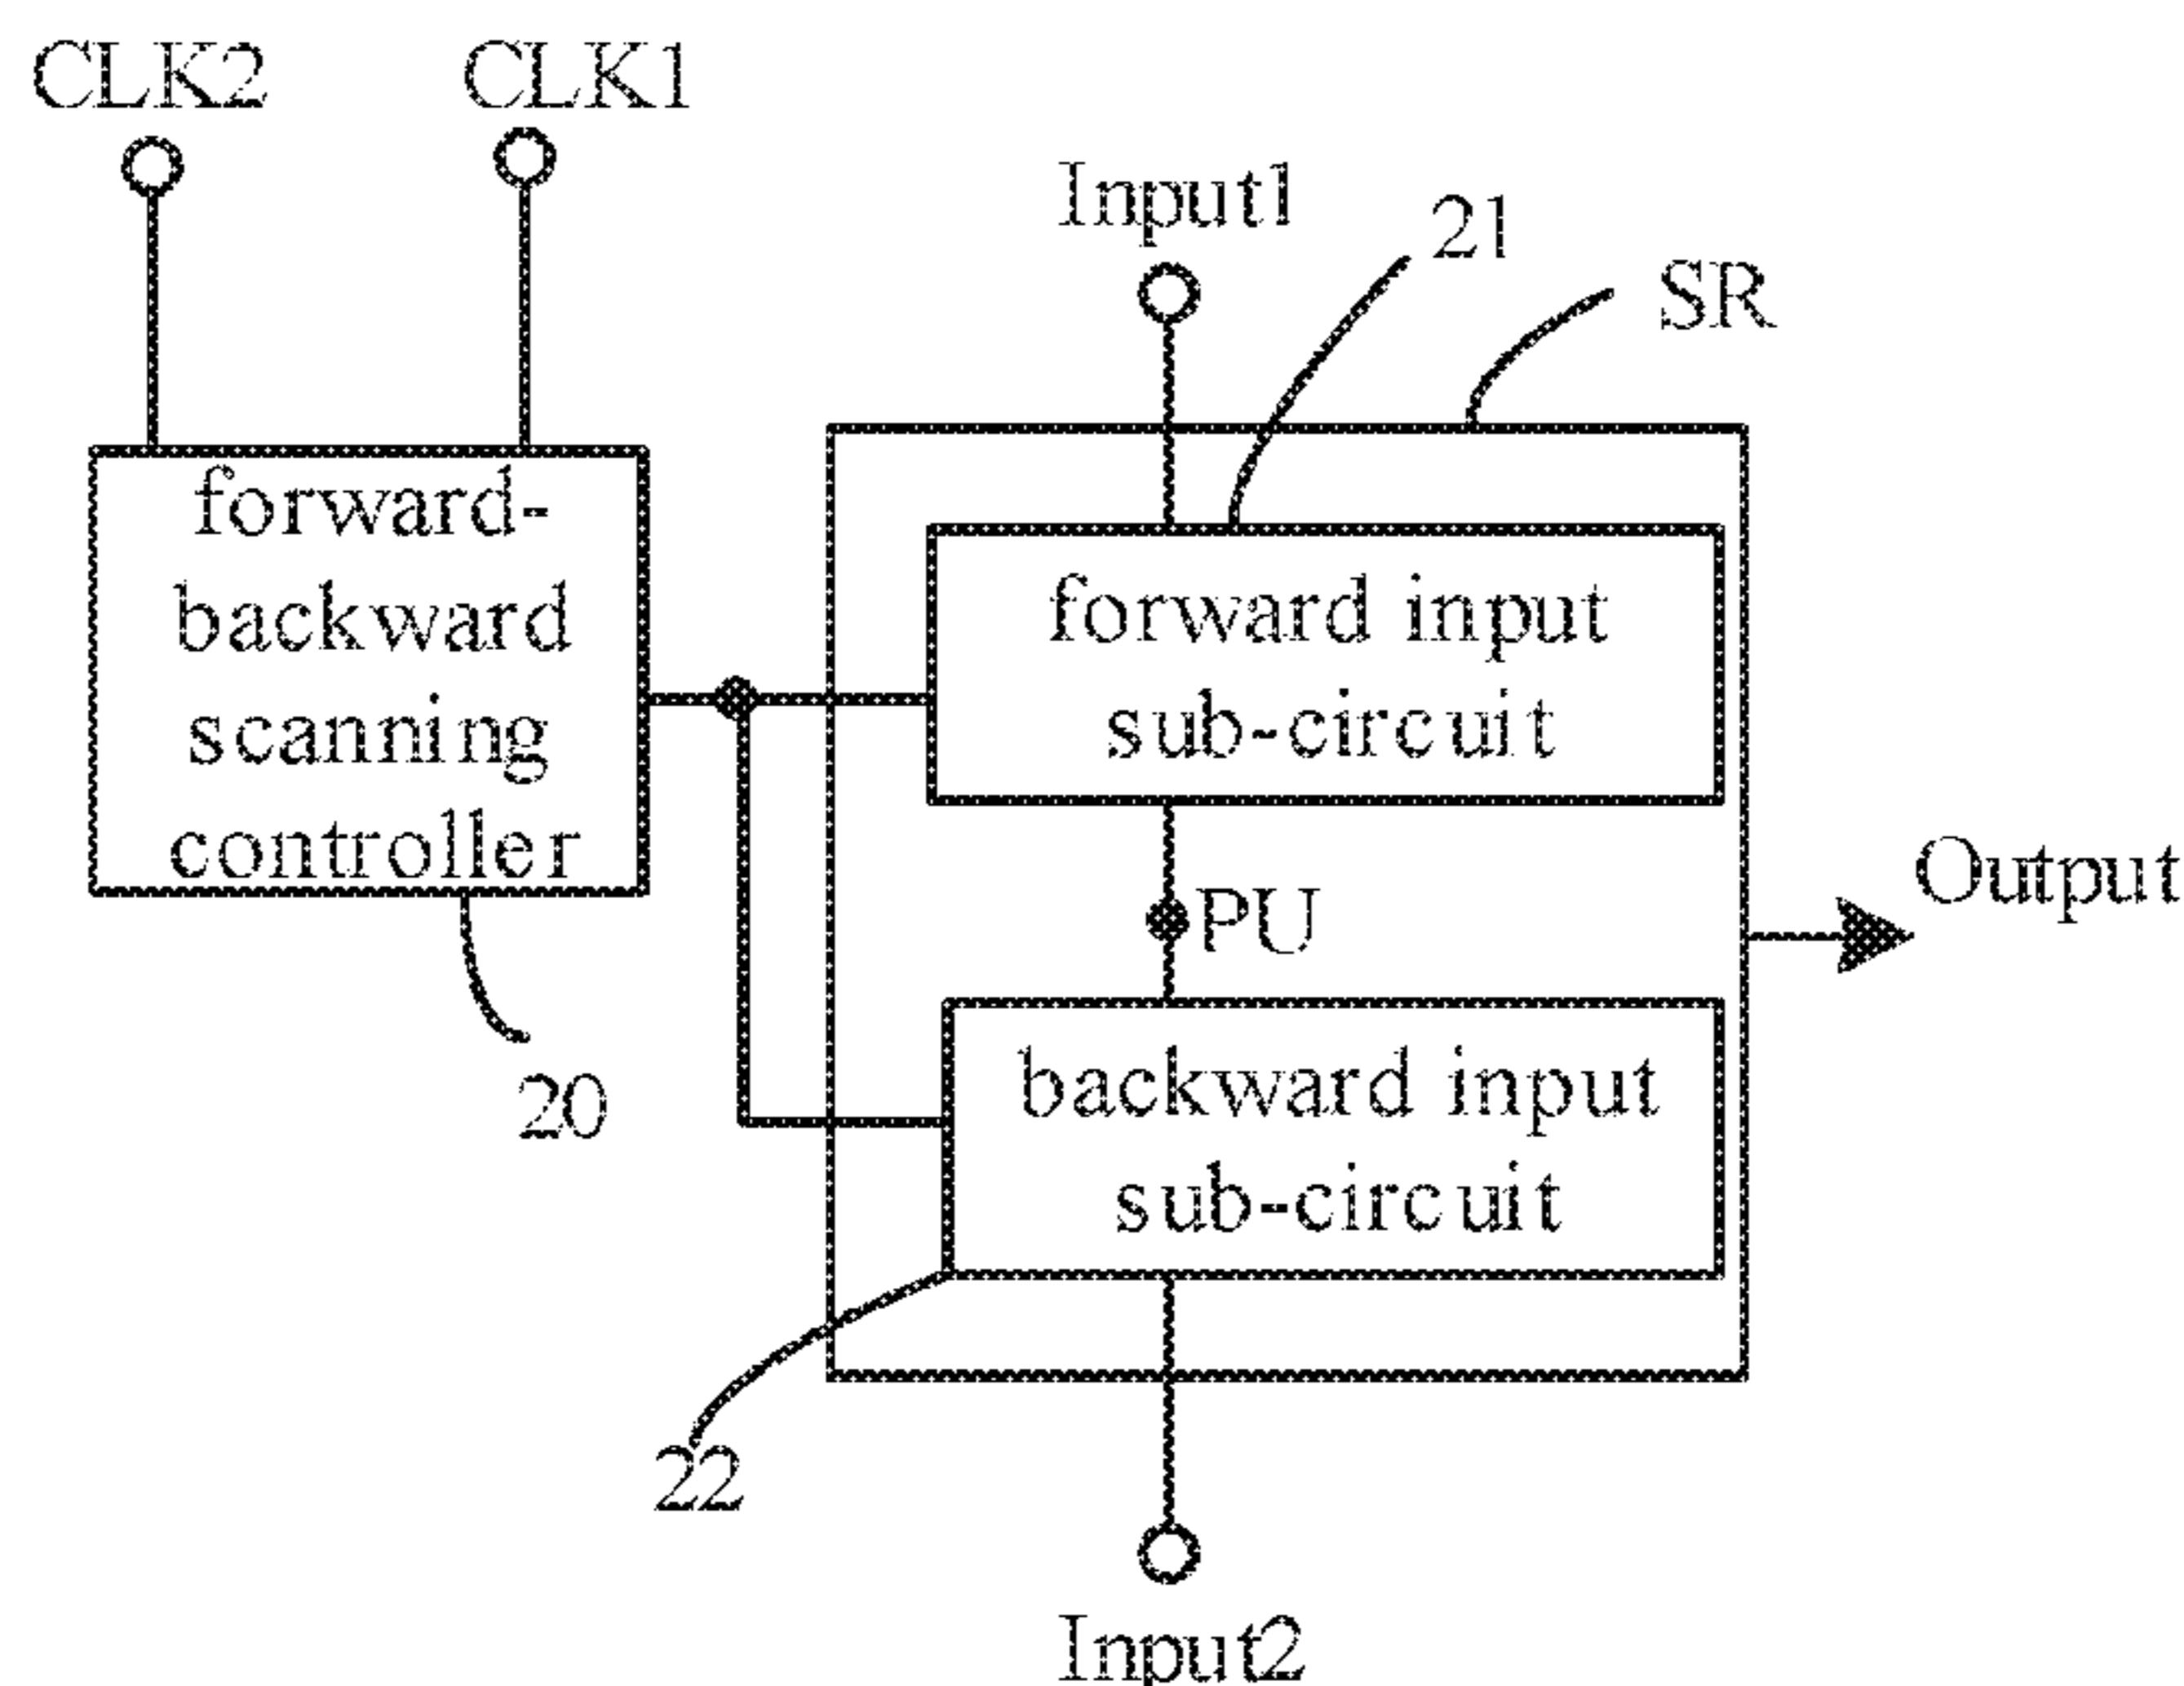 CLK2
CLK1
Input1
21
SR
forward-
backward
scanning
controller
forward input
sub-circuit
PU
Output
backward input
sub-circuit
20
22
Input2